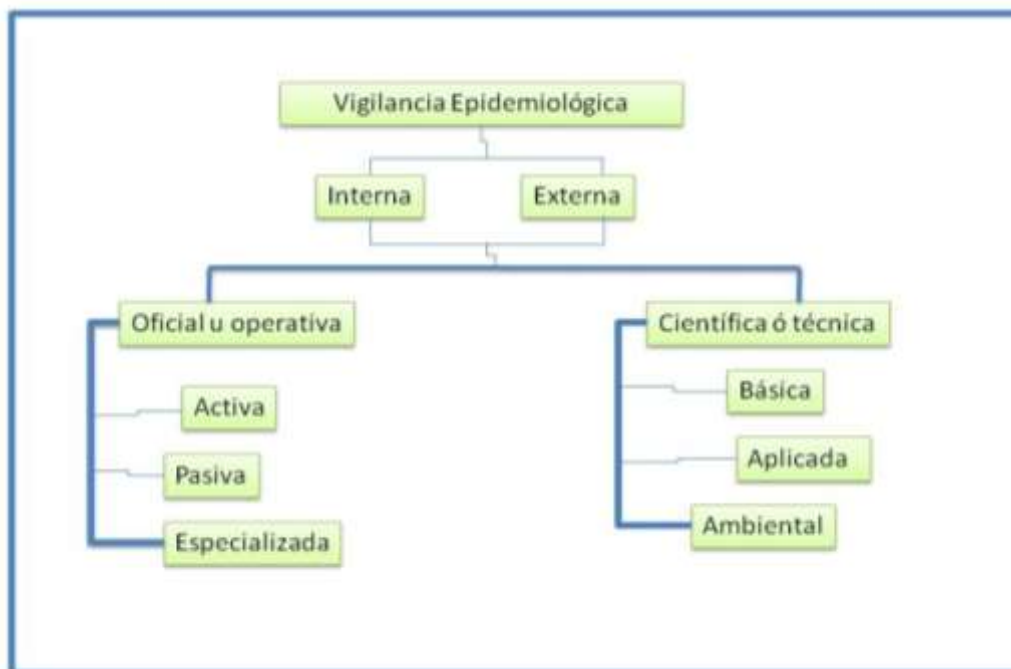 Vigilancia Epidemiológica
Interna
Externa
Oficial u operativa
Activa
Pasiva
Especializada
Científica ó técnica
Básica
Aplicada
Ambiental